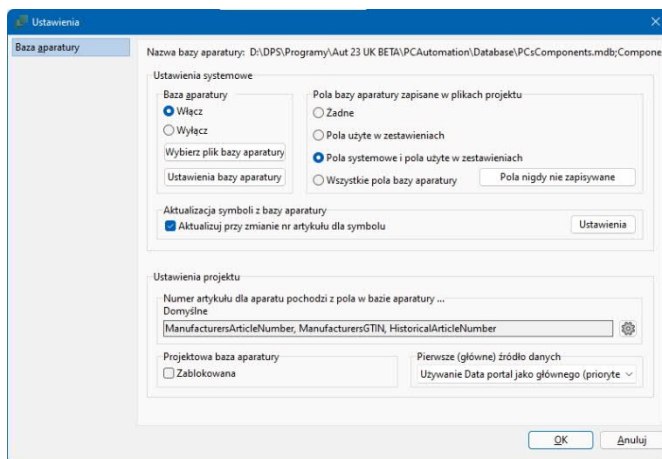 Ustawienia
Baza aparatury
Nazwa bazy aparatury: D:\DPS\Programy\Aut 23 UK BETA\PCAutomation\Database\PCsComponents.mdb;Compone
Ustawienia systemowe
Baza aparatury
Włącz
Wyłącz
Wybierz plik bazy aparatury
Ustawienia bazy aparatury
Pola bazy aparatury zapisane w plikach projektu
Żadne
Pola użyte w zestawieniach
Pola systemowe i pola użyte w zestawieniach
Wszystkie pola bazy aparatury
Pola nigdy nie zapisywane
Aktualizacja symboli z bazy aparatury
Aktualizuj przy zmianie nr artykułu dla symbolu
Ustawienia
Ustawienia projektu
Numer artykułu dla aparatu pochodzi z pola w bazie aparatury ...
Domyślne
ManufacturersArticleNumber, ManufacturersGTIN, HistoricalArticleNumber
Projektowa baza aparatury
Zablokowana
Pierwsze (główne) źródło danych
Używanie Data portal jako głównego (prioryte
OK
Anuluj